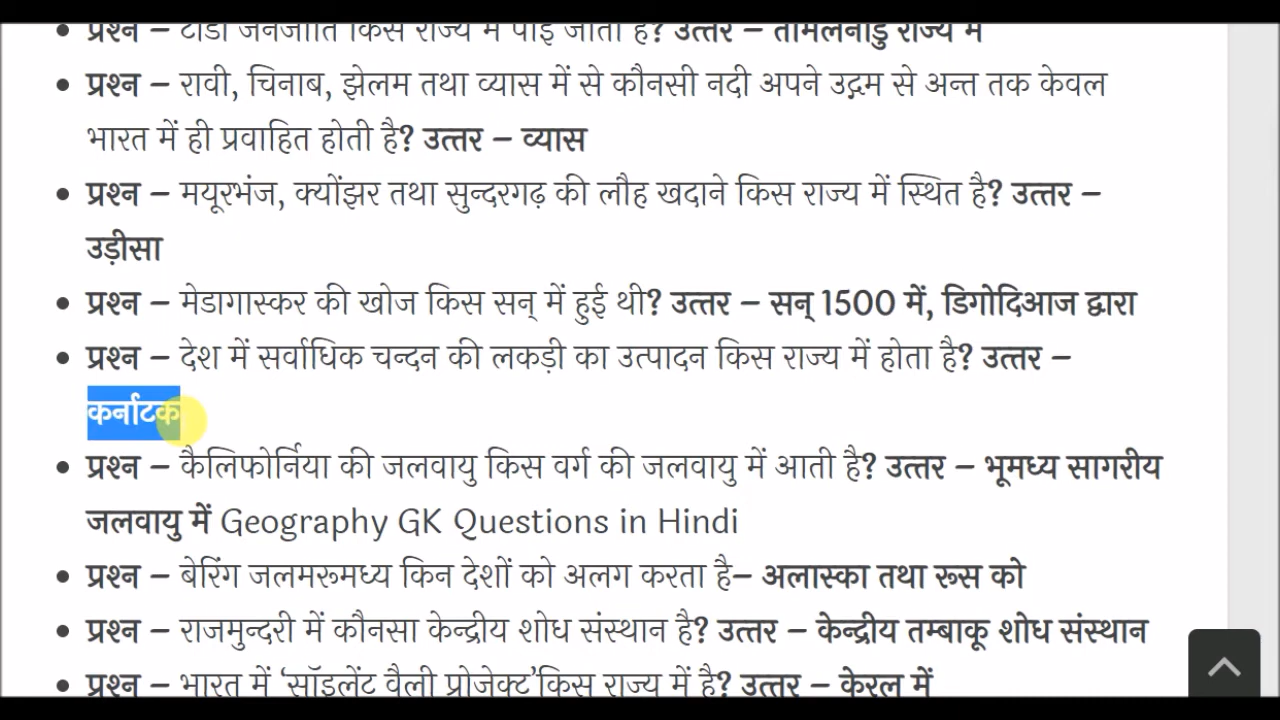 • प्रश्न – टोडा जनजाति किस राज्य में पाई जाती है? उत्तर – तमिलनाडु राज्य में
• प्रश्न – रावी, चिनाब, झेलम तथा व्यास में से कौनसी नदी अपने उद्गम से अन्त तक केवल
भारत में ही प्रवाहित होती है? उत्तर – व्यास
• प्रश्न – मयूरभंज, क्योंझर तथा सुन्दरगढ़ की लौह खदाने किस राज्य में स्थित है? उत्तर –
उड़ीसा
• प्रश्न – मेडागास्कर की खोज किस सन् में हुई थी? उत्तर – सन् 1500 में, डिगोदिआज द्वारा
• प्रश्न – देश में सर्वाधिक चन्दन की लकड़ी का उत्पादन किस राज्य में होता है? उत्तर –
कर्नाटक
• प्रश्न – कैलिफोर्निया की जलवायु किस वर्ग की जलवायु में आती है? उत्तर – भूमध्य सागरीय
जलवायु में Geography GK Questions in Hindi
• प्रश्न – बेरिंग जलमरूमध्य किन देशों को अलग करता है– अलास्का तथा रूस को
• प्रश्न – राजमुन्दरी में कौनसा केन्द्रीय शोध संस्थान है? उत्तर – केन्द्रीय तम्बाकू शोध संस्थान
• प्रश्न – भारत में ‘सॉइलेंट वैली प्रोजेक्ट’किस राज्य में है? उत्तर – केरल में